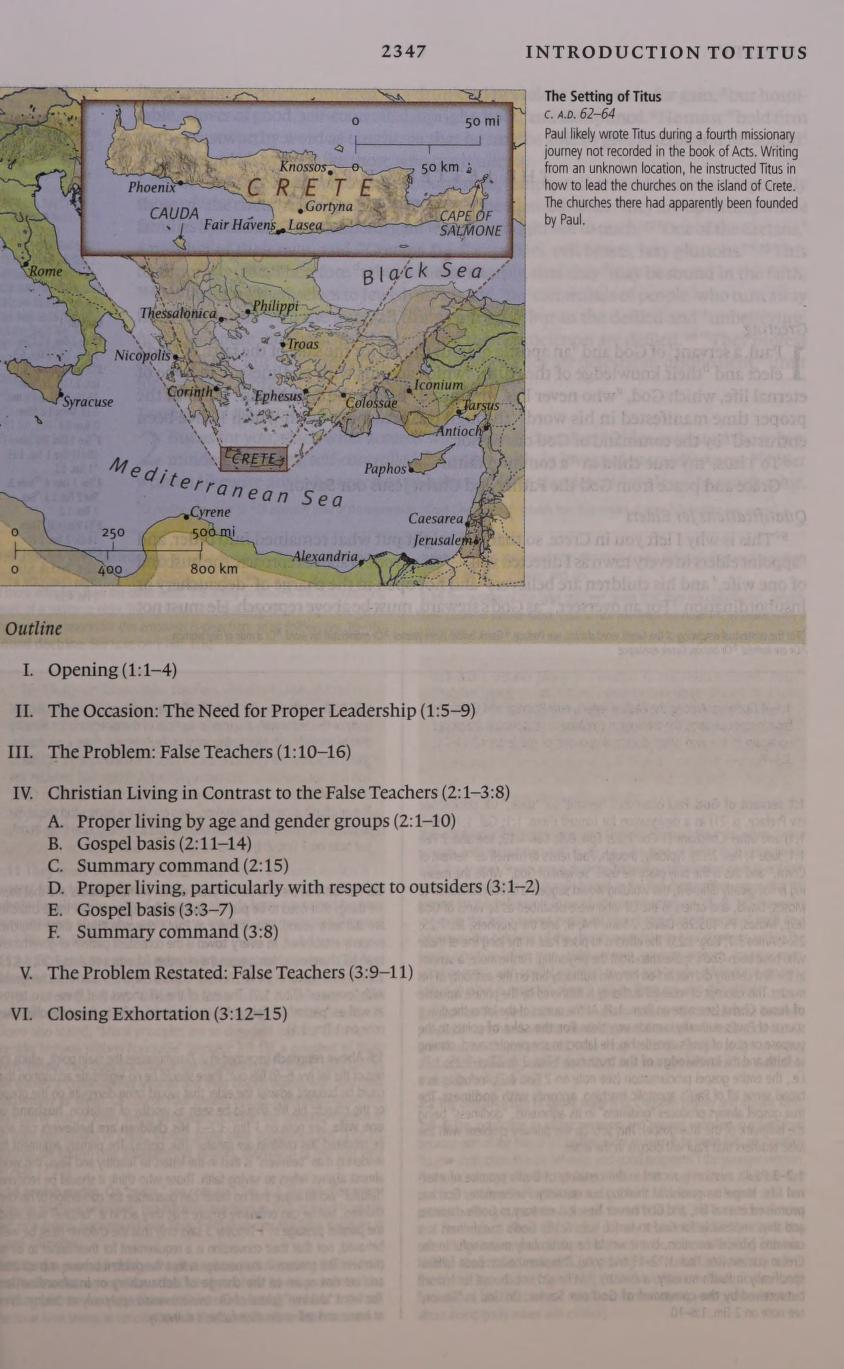 2347 INTRODUCTION TO TITUS
The Setting of Titus
C. A.D. 62–64
Paul likely wrote Titus during a fourth missionary
journey not recorded in the book of Acts. Writing
from an unknown location, he instructed Titus in
how to lead the churches on the island of Crete.
The churches there had apparently been founded
by Paul.
0 50 mi
0 50 km
Knossos
Phoenix
CRETE
Gortyna
CAUDA
Fair Havens
Lasea
CAPE OF
SALMONE
Rome
Black Sea
Thessalonica
Philippi
Troas
Nicopolis
Corinth
Ephesus
Colossae
Iconium
Tarsus
Syracuse
Antioch
CRETE
Paphos
Mediterranean Sea
Cyrene
Caesarea
Jerusalem
Alexandria
0 250 500 mi
0 400 800 km
Outline
I. Opening (1:1–4)
II. The Occasion: The Need for Proper Leadership (1:5–9)
III. The Problem: False Teachers (1:10–16)
IV. Christian Living in Contrast to the False Teachers (2:1–3:8)
A. Proper living by age and gender groups (2:1–10)
B. Gospel basis (2:11–14)
C. Summary command (2:15)
D. Proper living, particularly with respect to outsiders (3:1–2)
E. Gospel basis (3:3–7)
F. Summary command (3:8)
V. The Problem Restated: False Teachers (3:9–11)
VI. Closing Exhortation (3:12–15)